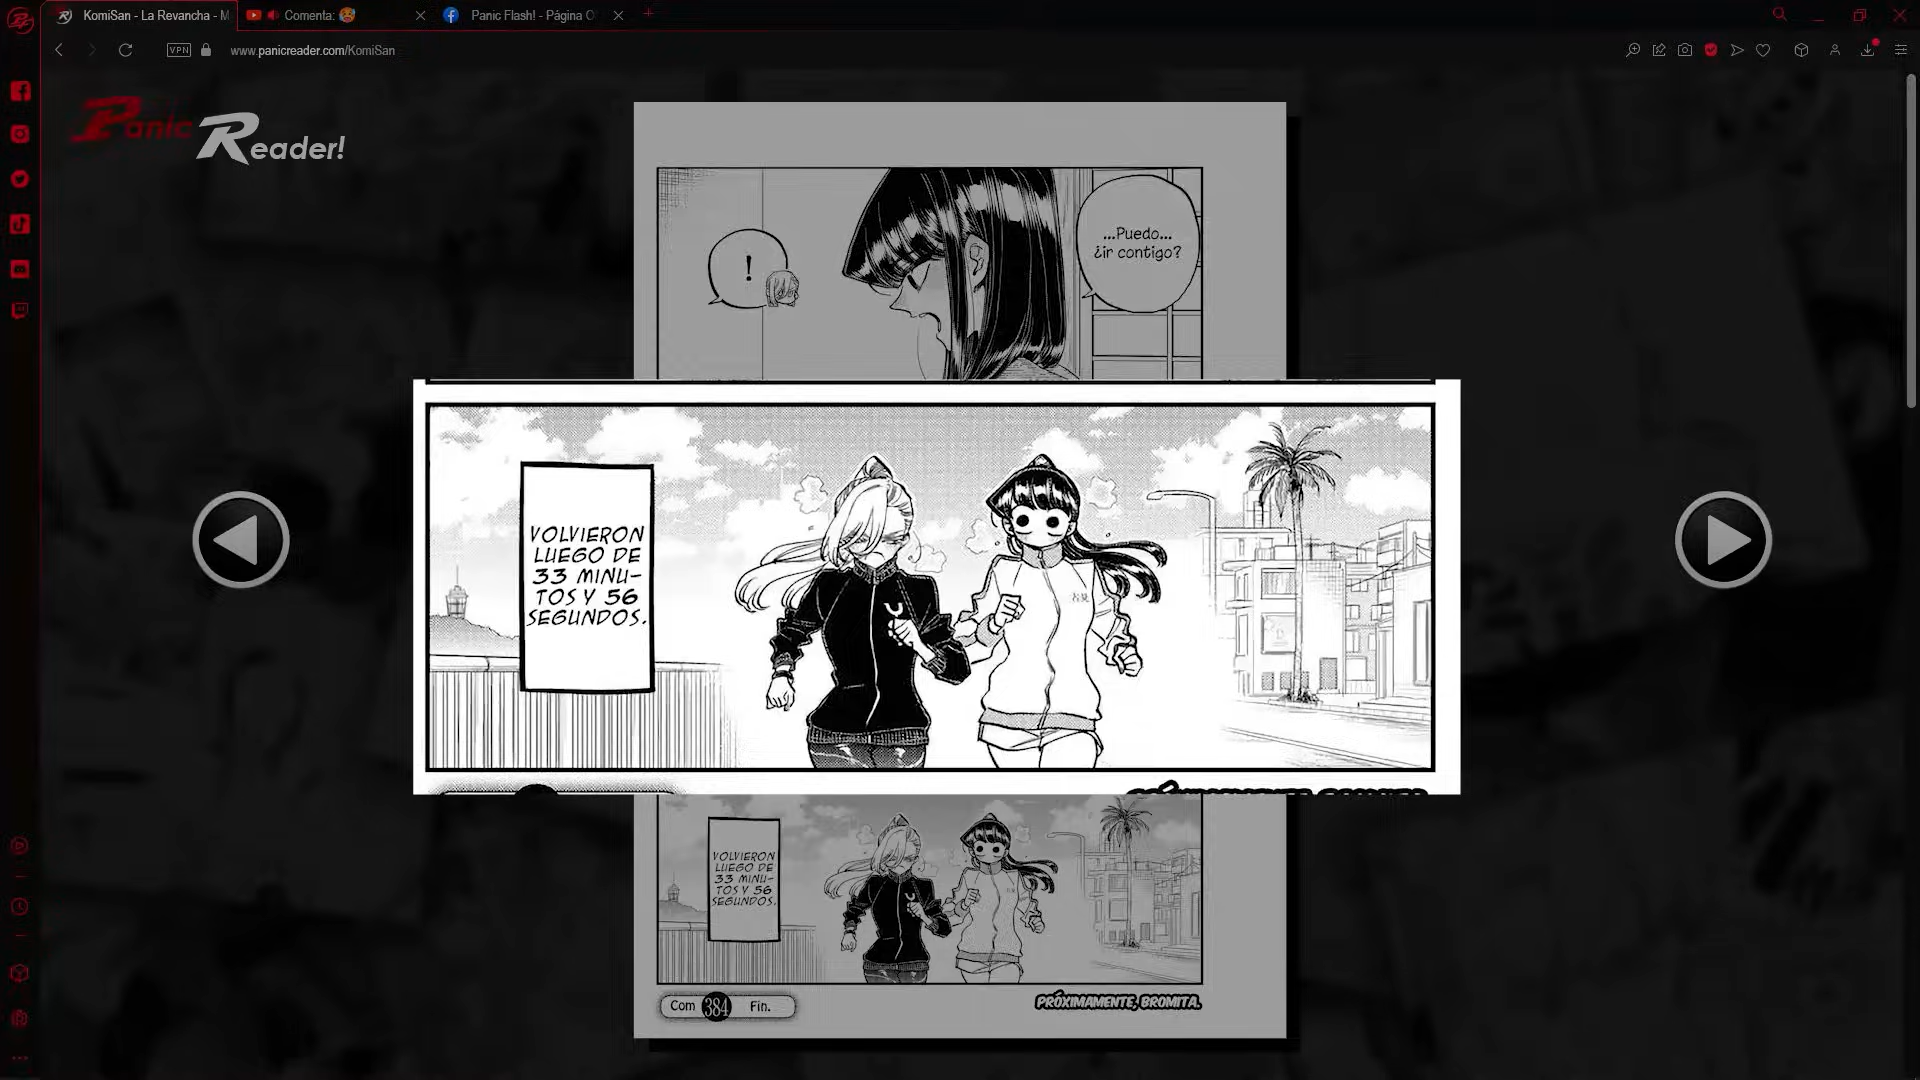 KomiSan - La Revancha - M
Comenta:
Panic Flash! - Página O
VPN
www.panicreader.com/KomiSan
Panic
Reader!
!
...Puedo...
¿ir contigo?
VOLVIERON
LUEGO DE
33 MINU-
TOS Y 56
SEGUNDOS.
VOLVIERON
LUEGO DE
33 MINU-
TOS Y 56
SEGUNDOS.
Com 384 Fin.
PRÓXIMAMENTE, BROMITA.